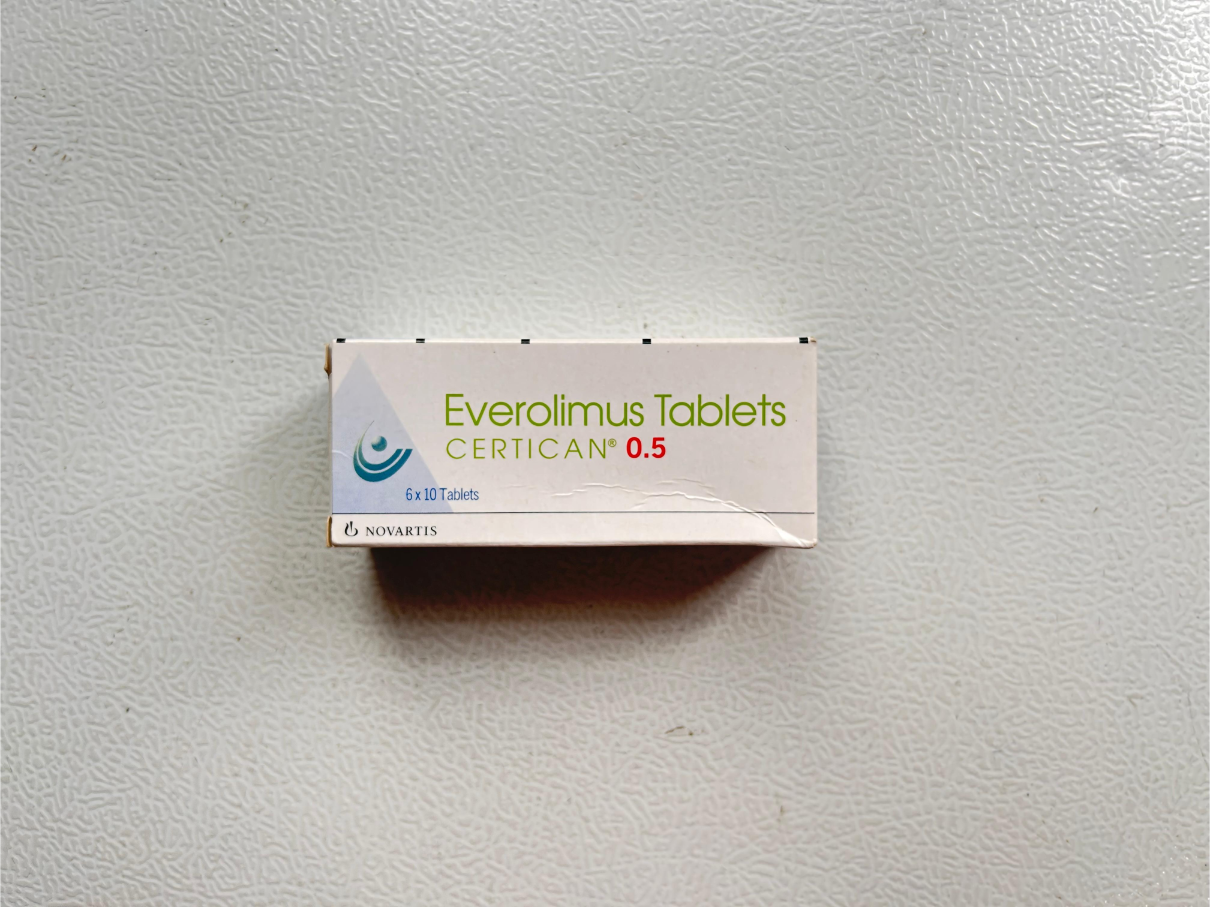 Everolimus Tablets
CERTICAN® 0.5
6 x 10 Tablets
NOVARTIS